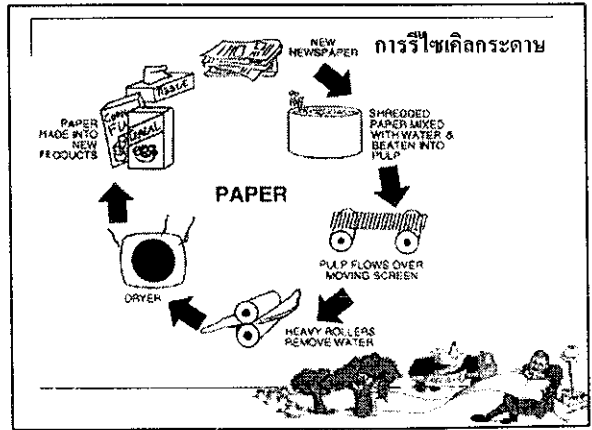 การรีไซเคิลกระดาษ
NEW
NEWSPAPER
SHREDDED
PAPER MIXED
WITH WATER &
BEATEN INTO
PULP
PULP FLOWS OVER
MOVING SCREEN
HEAVY ROLLERS
REMOVE WATER
DRYER
PAPER
MADE INTO
NEW
PRODUCTS
TISSUE
CEREAL
PAPER